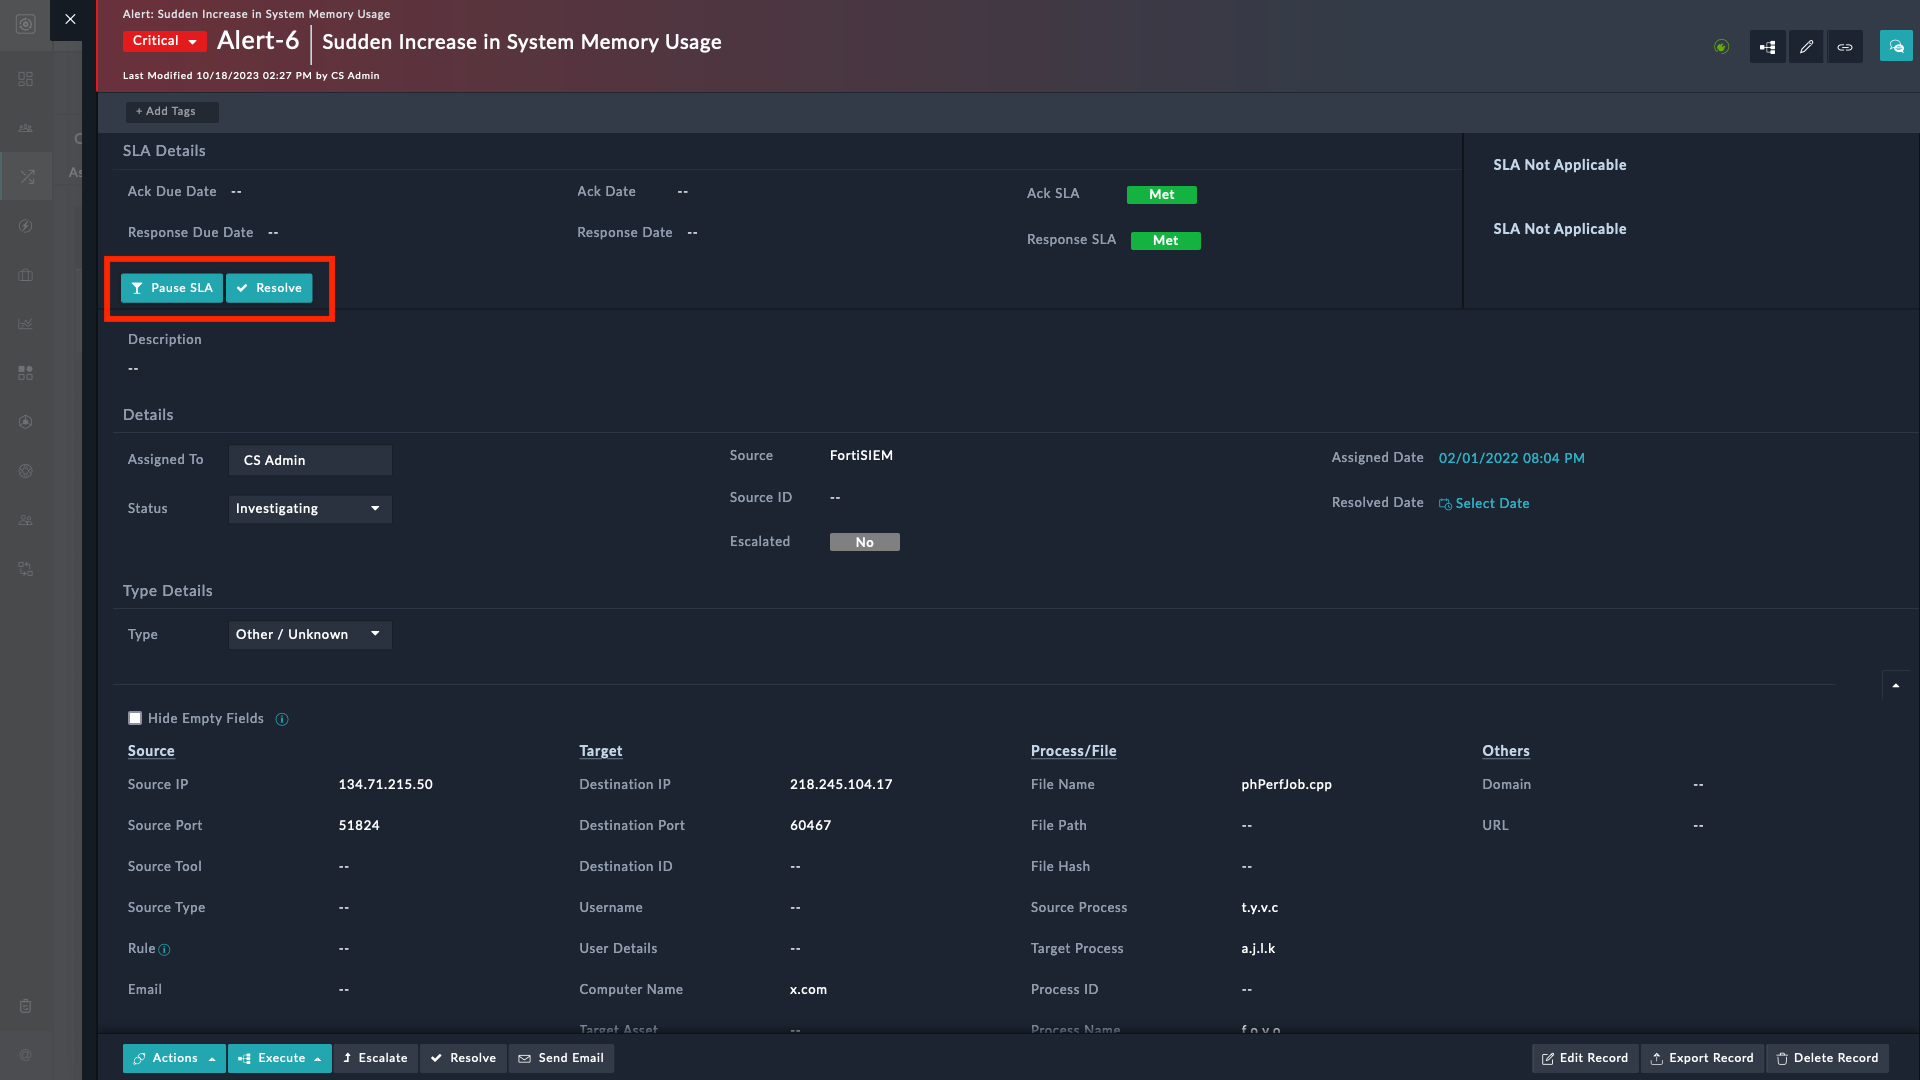 Alert: Sudden Increase in System Memory Usage
Critical Alert-6 Sudden Increase in System Memory Usage
Last Modified 10/18/2023 02:27 PM by CS Admin
+ Add Tags
SLA Details
SLA Not Applicable
Ack Due Date -- Ack Date -- Ack SLA Met
Response Due Date -- Response Date -- Response SLA Met
SLA Not Applicable
Pause SLA Resolve
Description
--
Details
Assigned To CS Admin Source FortiSIEM Assigned Date 02/01/2022 08:04 PM
Status Investigating Source ID -- Resolved Date Select Date
Escalated No
Type Details
Type Other / Unknown
Hide Empty Fields
Source Target Process/File Others
Source IP 134.71.215.50 Destination IP 218.245.104.17 File Name phPerfJob.cpp Domain --
Source Port 51824 Destination Port 60467 File Path -- URL --
Source Tool -- Destination ID -- File Hash --
Source Type -- Username -- Source Process t.y.v.c
Rule -- User Details -- Target Process a.j.l.k
Email -- Computer Name x.com Process ID --
Target Asset -- Process Name f.o.v.o
Actions Execute Escalate Resolve Send Email Edit Record Export Record Delete Record